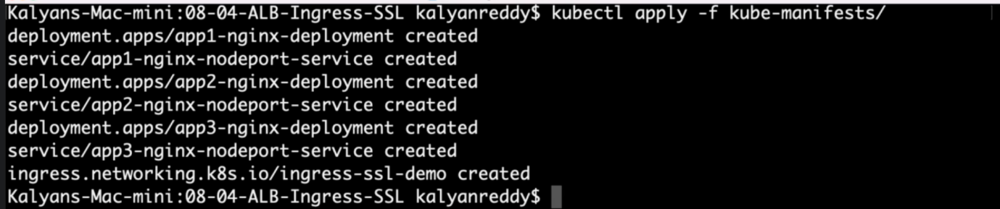 Kalyans-Mac-mini:08-04-ALB-Ingress-SSL kalyanreddy$ kubectl apply -f kube-manifests/
deployment.apps/app1-nginx-deployment created
service/app1-nginx-nodeport-service created
deployment.apps/app2-nginx-deployment created
service/app2-nginx-nodeport-service created
deployment.apps/app3-nginx-deployment created
service/app3-nginx-nodeport-service created
ingress.networking.k8s.io/ingress-ssl-demo created
Kalyans-Mac-mini:08-04-ALB-Ingress-SSL kalyanreddy$